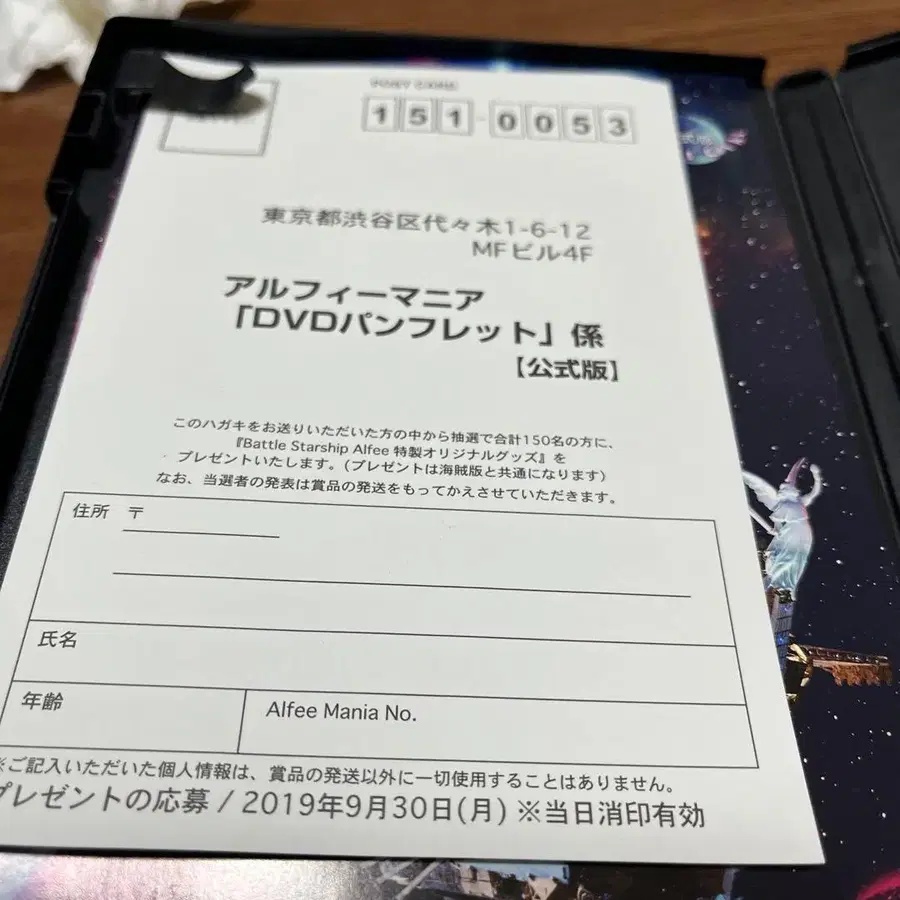 POST CARD
151-0053
東京都渋谷区代々木1-6-12
MFビル4F
アルフィーマニア
「DVDパンフレット」係
【公式版】
このハガキをお送りいただいた方の中から抽選で合計150名の方に、
『Battle Starship Alfee 特製オリジナルグッズ』を
プレゼントいたします。(プレゼントは海賊版と共通になります)
なお、当選者の発表は賞品の発送をもってかえさせていただきます。
住所 〒
氏名
年齢
Alfee Mania No.
※ご記入いただいた個人情報は、賞品の発送以外に一切使用することはありません。
プレゼントの応募 / 2019年9月30日(月) ※当日消印有効